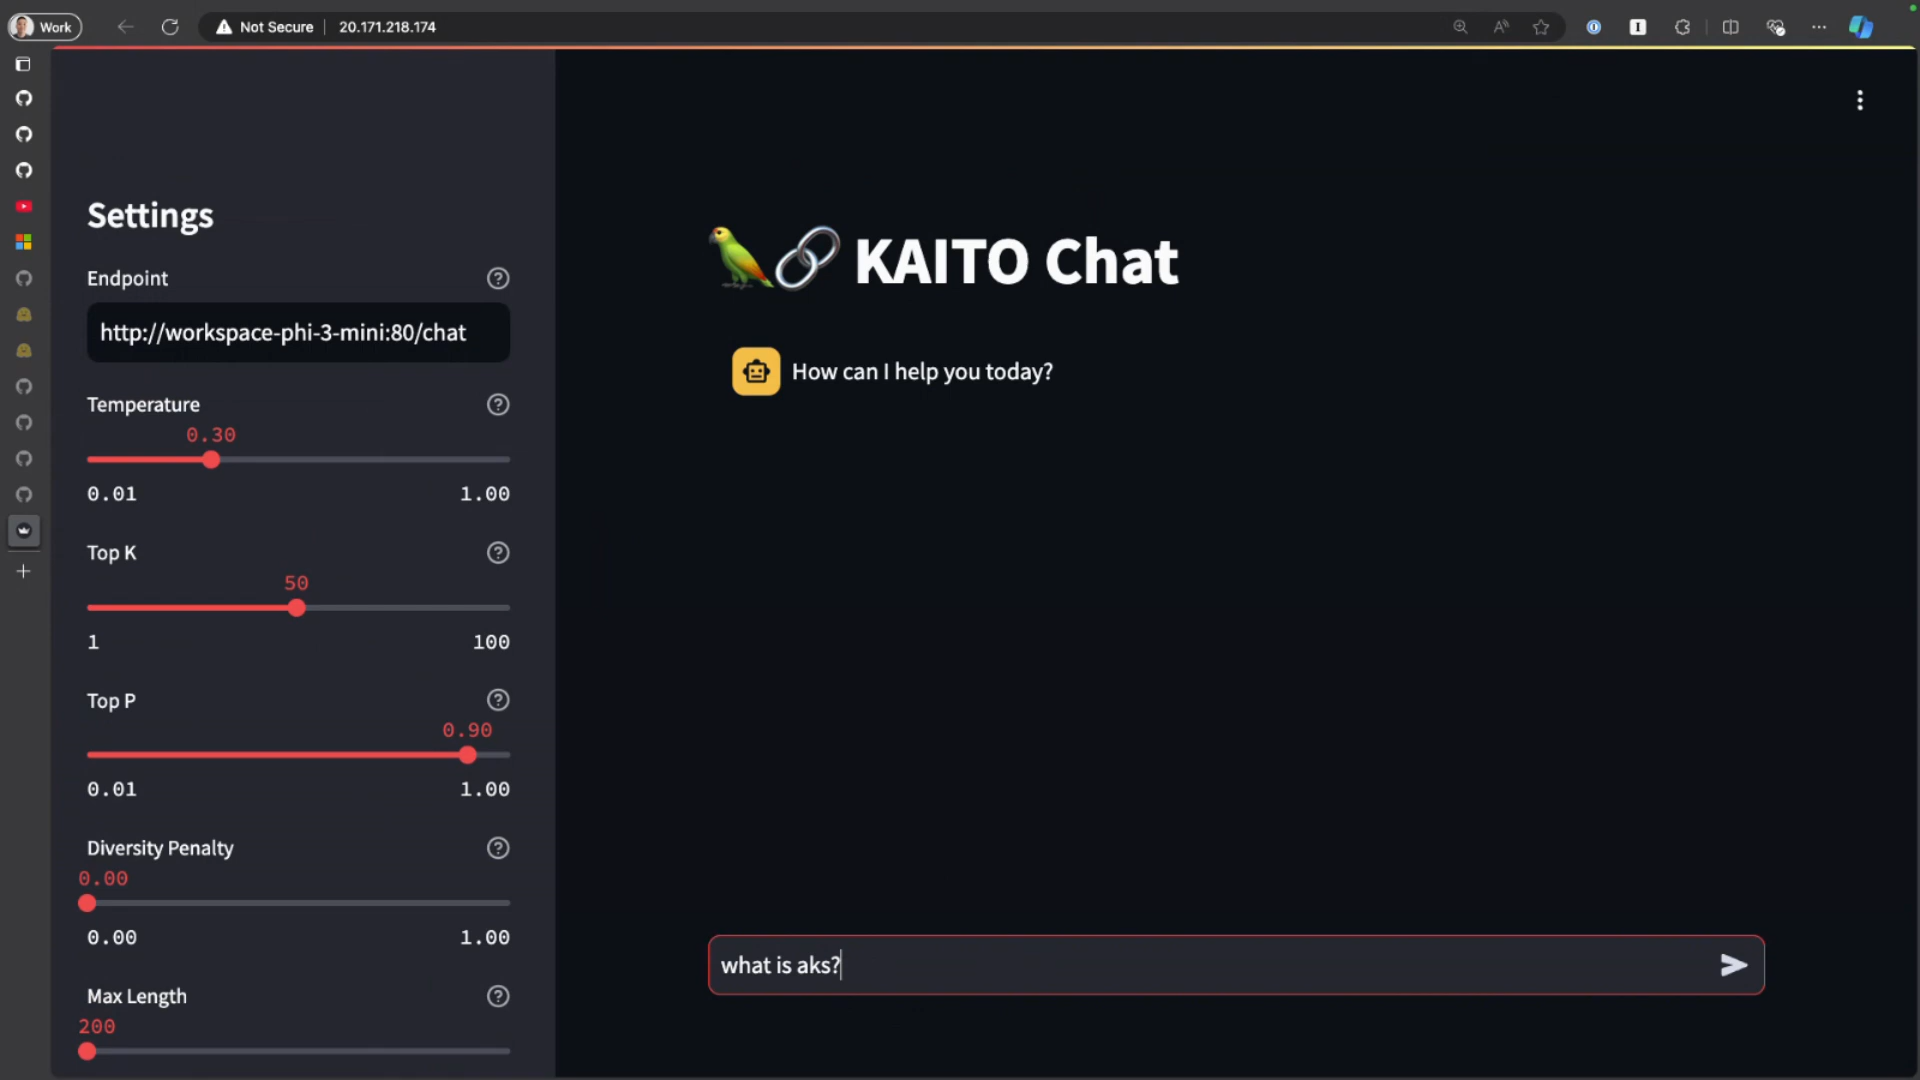 Work
Not Secure
20.171.218.174
Settings
Endpoint
http://workspace-phi-3-mini:80/chat
Temperature
0.30
0.01 1.00
Top K
50
1 100
Top P
0.90
0.01 1.00
Diversity Penalty
0.00
0.00 1.00
Max Length
200
KAITO Chat
How can I help you today?
what is aks?